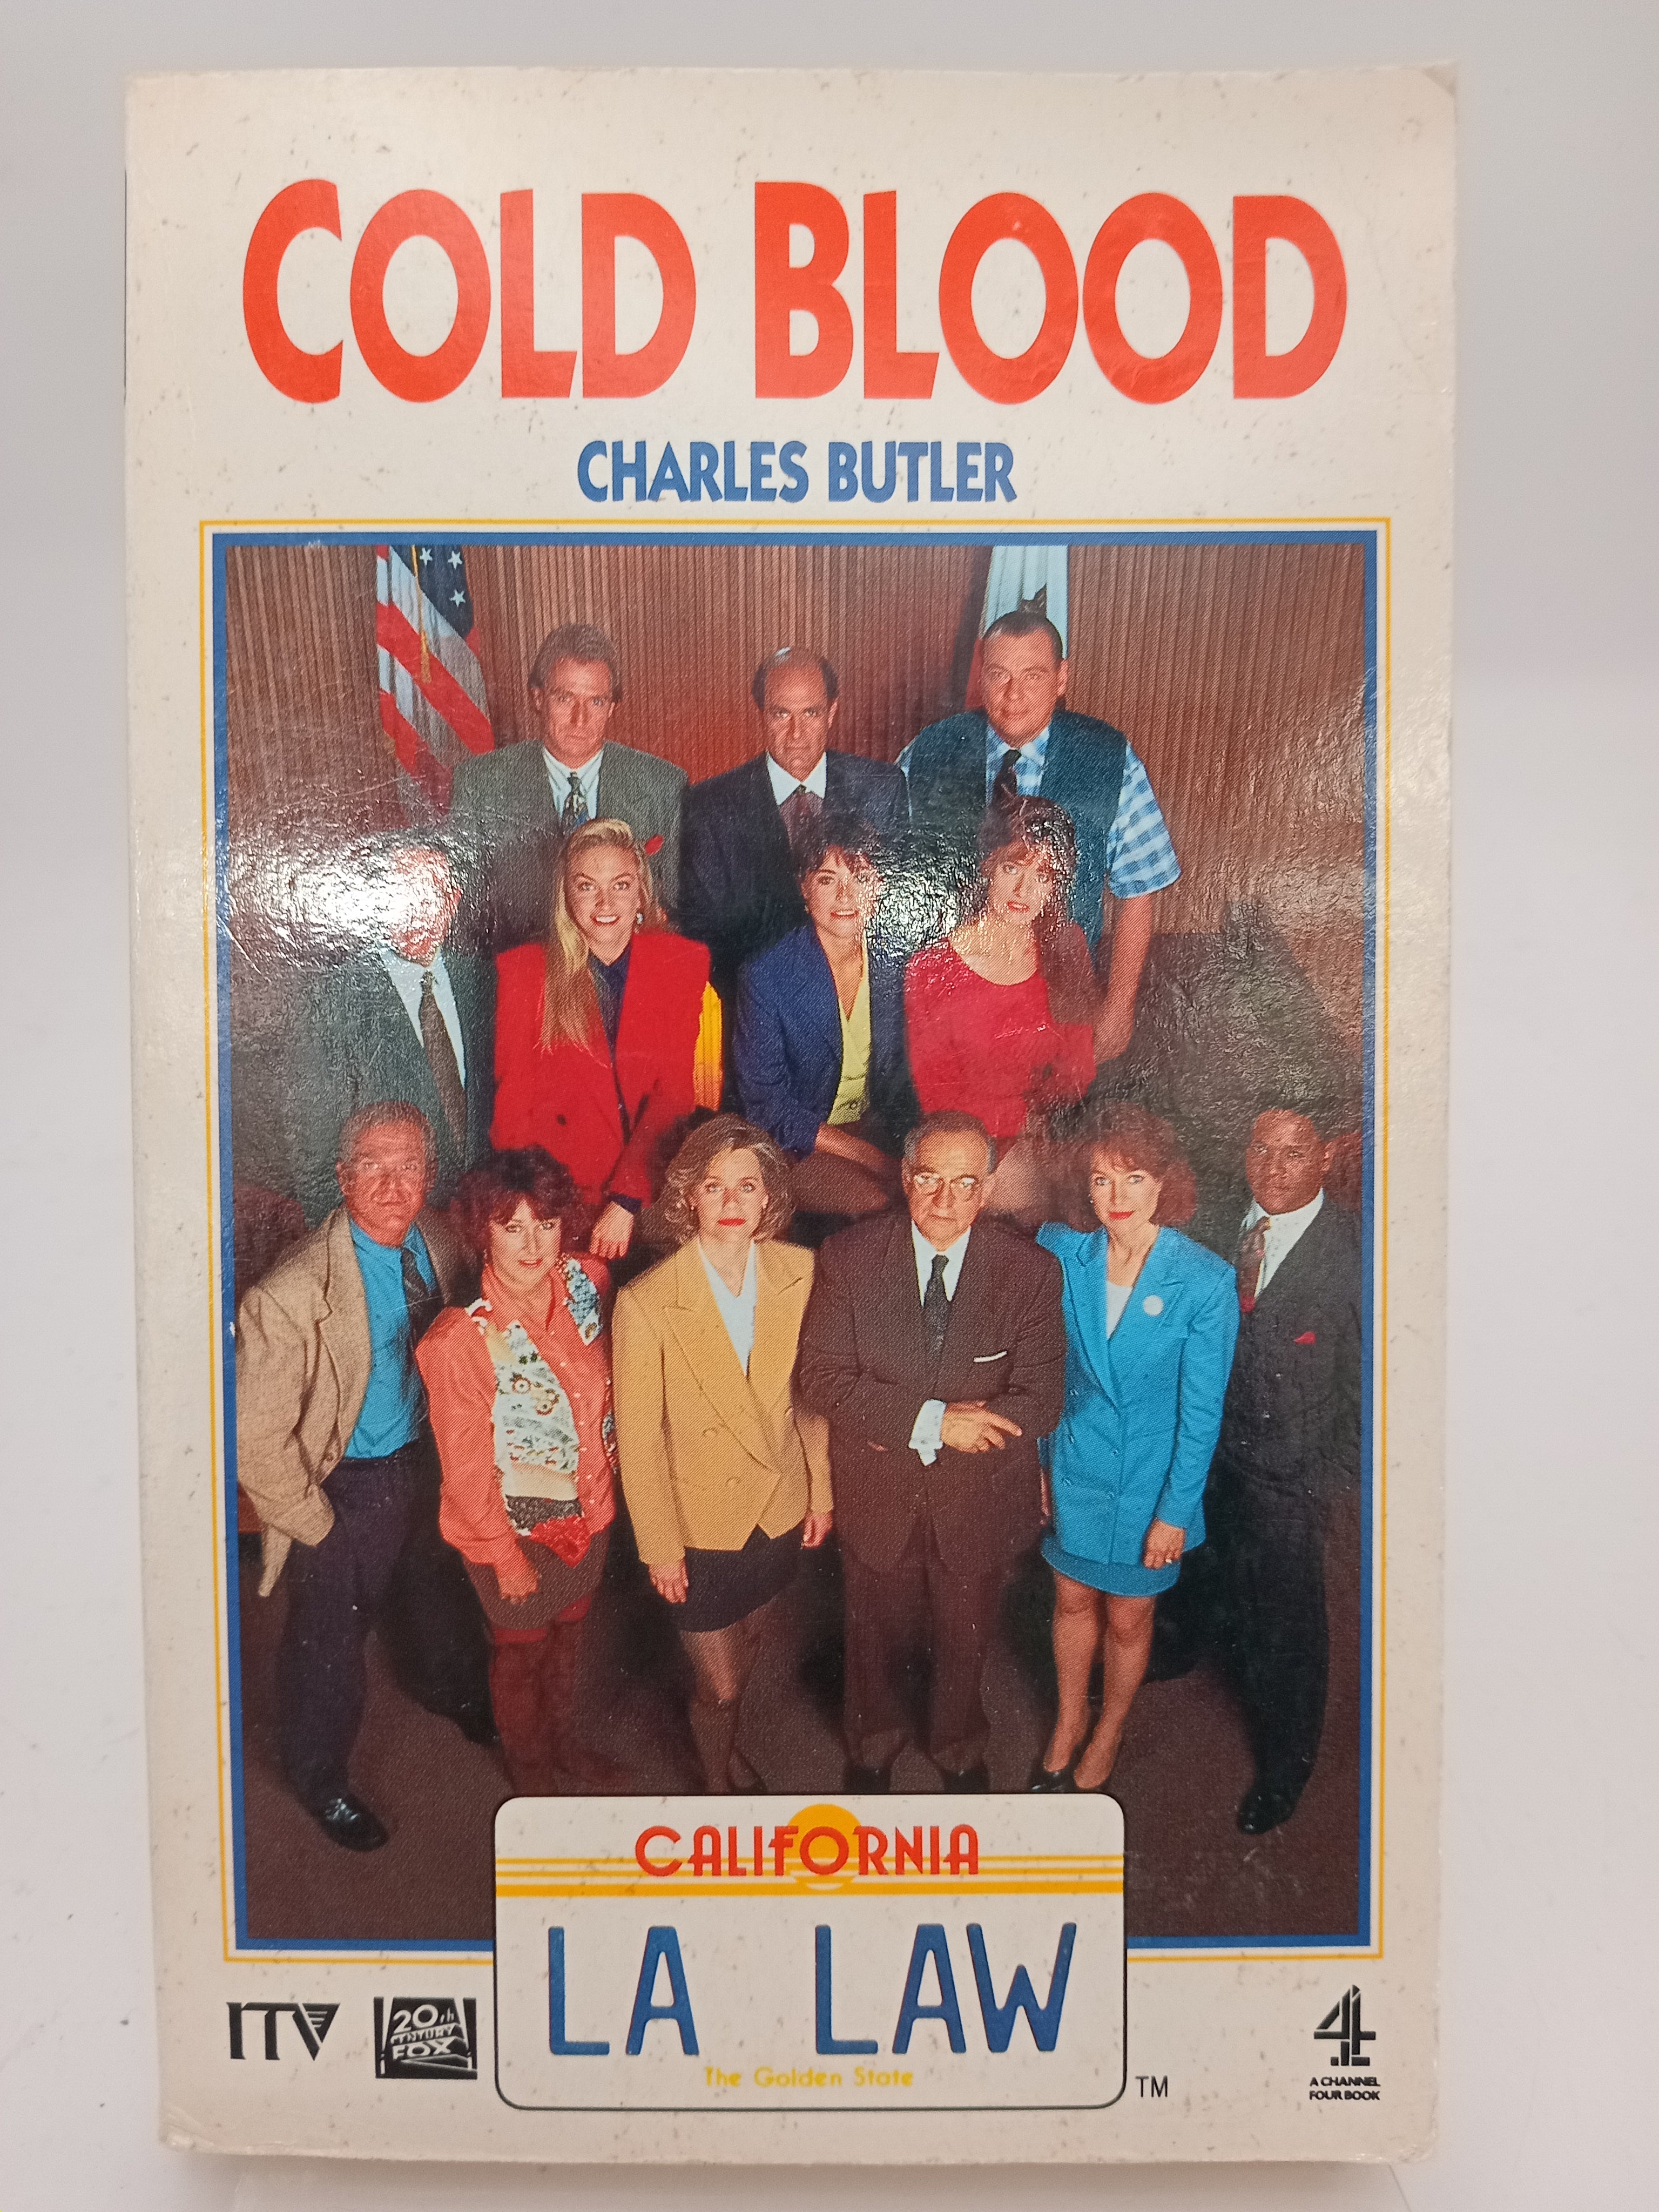 COLD BLOOD
CHARLES BUTLER
CALIFORNIA
LA LAW
The Golden State
TM
ITV
20th
CENTURY
FOX
4
A CHANNEL
FOUR BOOK